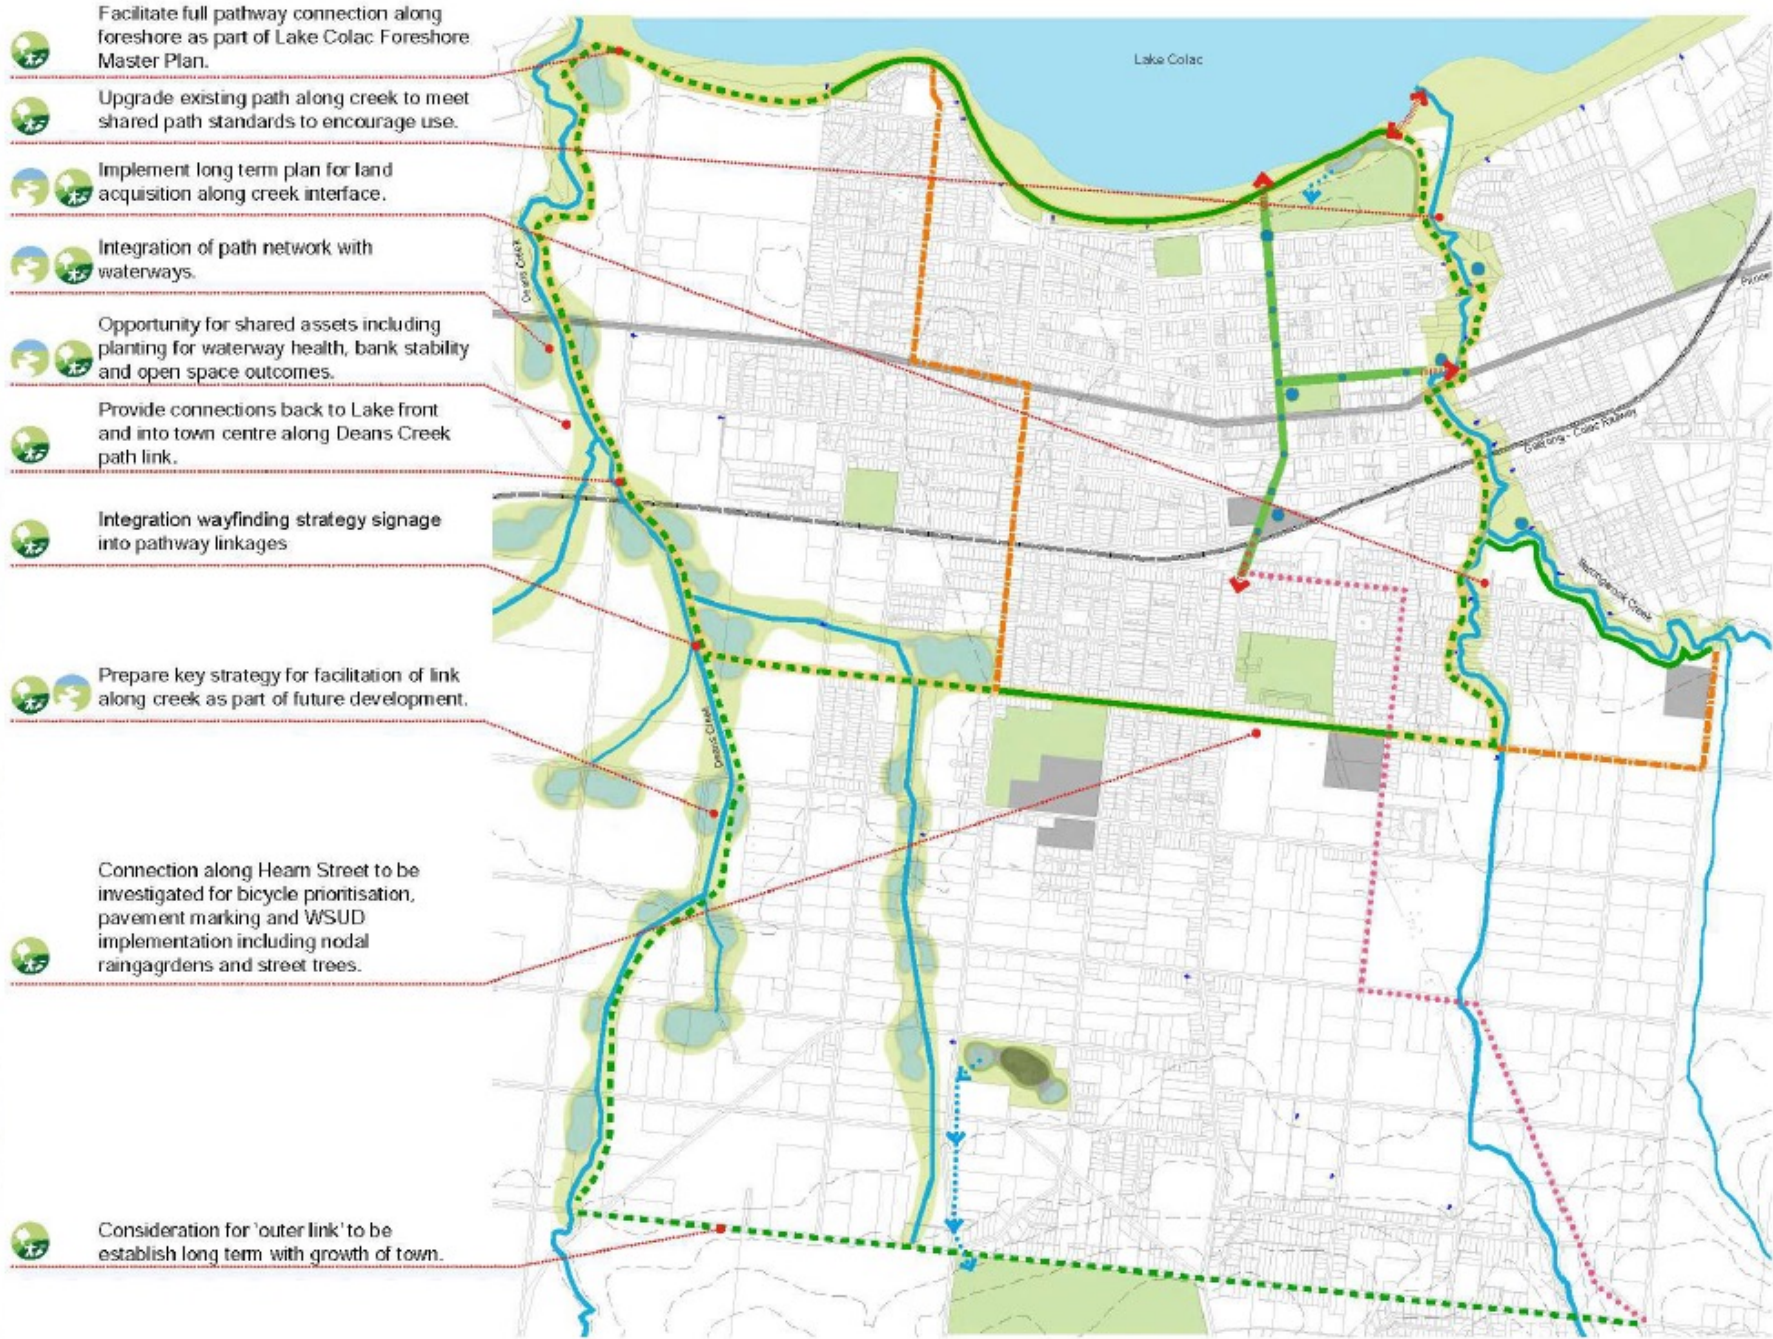 Facilitate full pathway connection along
foreshore as part of Lake Colac Foreshore
Master Plan.
Upgrade existing path along creek to meet
shared path standards to encourage use.
Implement long term plan for land
acquisition along creek interface.
Integration of path network with
waterways.
Opportunity for shared assets including
planting for waterway health, bank stability
and open space outcomes.
Provide connections back to Lake front
and into town centre along Deans Creek
path link.
Integration wayfinding strategy signage
into pathway linkages
Prepare key strategy for facilitation of link
along creek as part of future development.
Connection along Hearn Street to be
investigated for bicycle prioritisation,
pavement marking and WSUD
implementation including nodal
raingagrdens and street trees.
Consideration for 'outer link' to be
establish long term with growth of town.
Lake Colac
Deans Creek
Geelong - Colac Railway
Barongarook Creek
Deans Creek